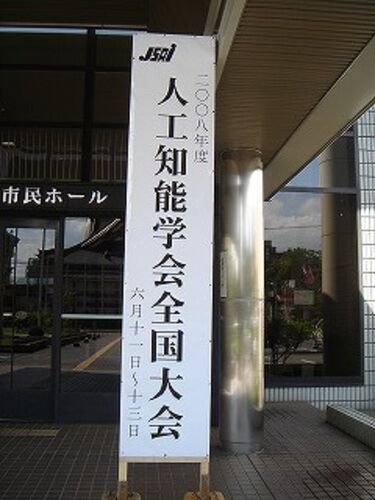 JSAI
二〇〇八年度
人工知能学会全国大会
六月十一日～十三日
市民ホール